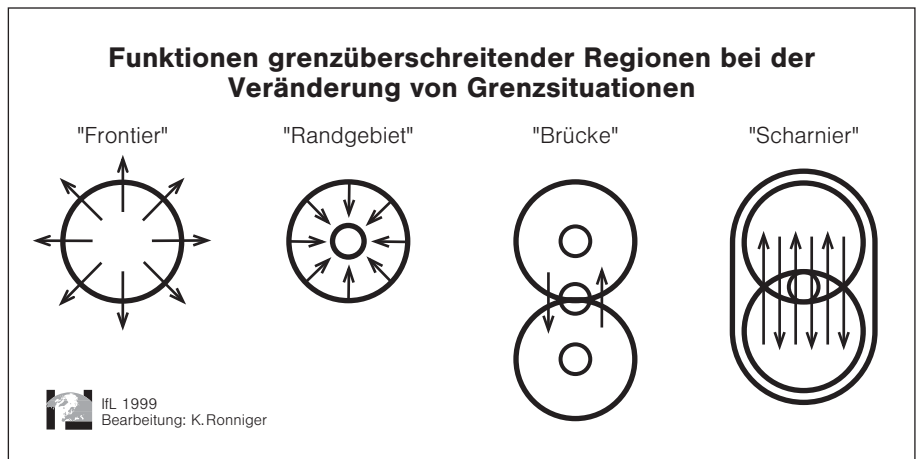 Funktionen grenzüberschreitender Regionen bei der
Veränderung von Grenzsituationen
"Frontier"
"Randgebiet"
"Brücke"
"Scharnier"
IfL 1999
Bearbeitung: K.Ronniger